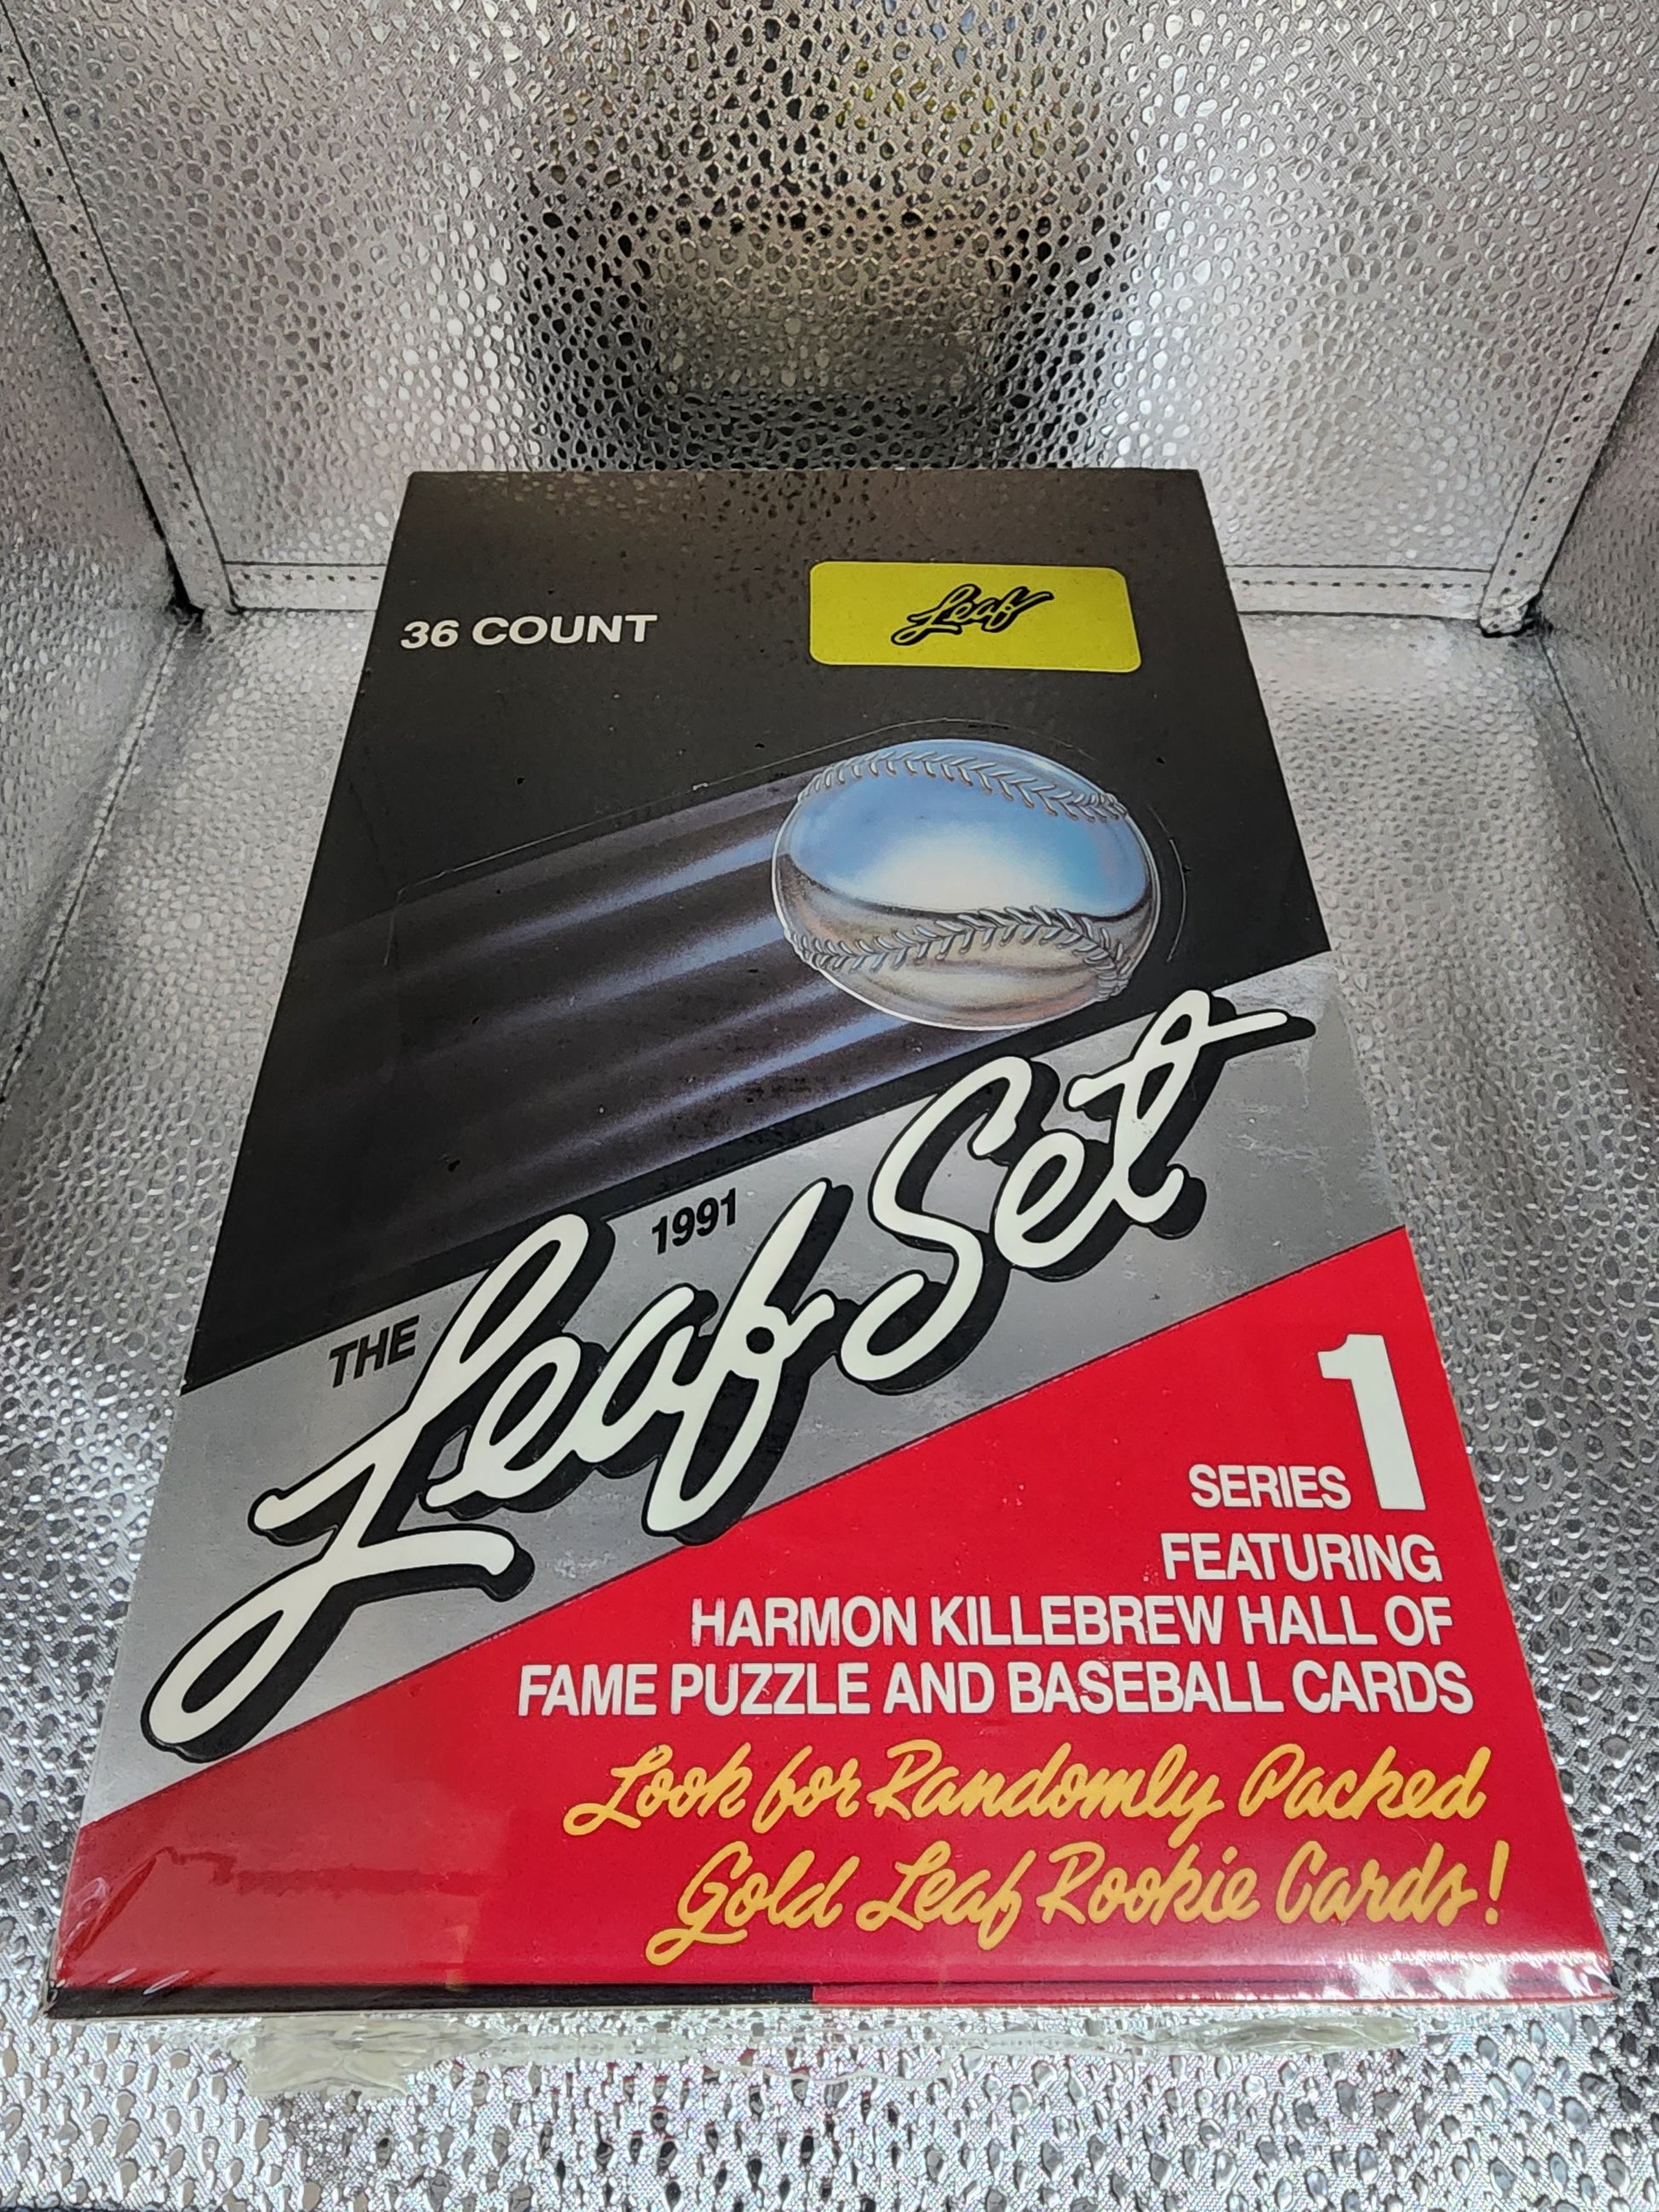 36 COUNT
Leaf
THE 1991
Leaf Set
SERIES 1
FEATURING
HARMON KILLEBREW HALL OF
FAME PUZZLE AND BASEBALL CARDS
Look for Randomly Packed
Gold Leaf Rookie Cards!